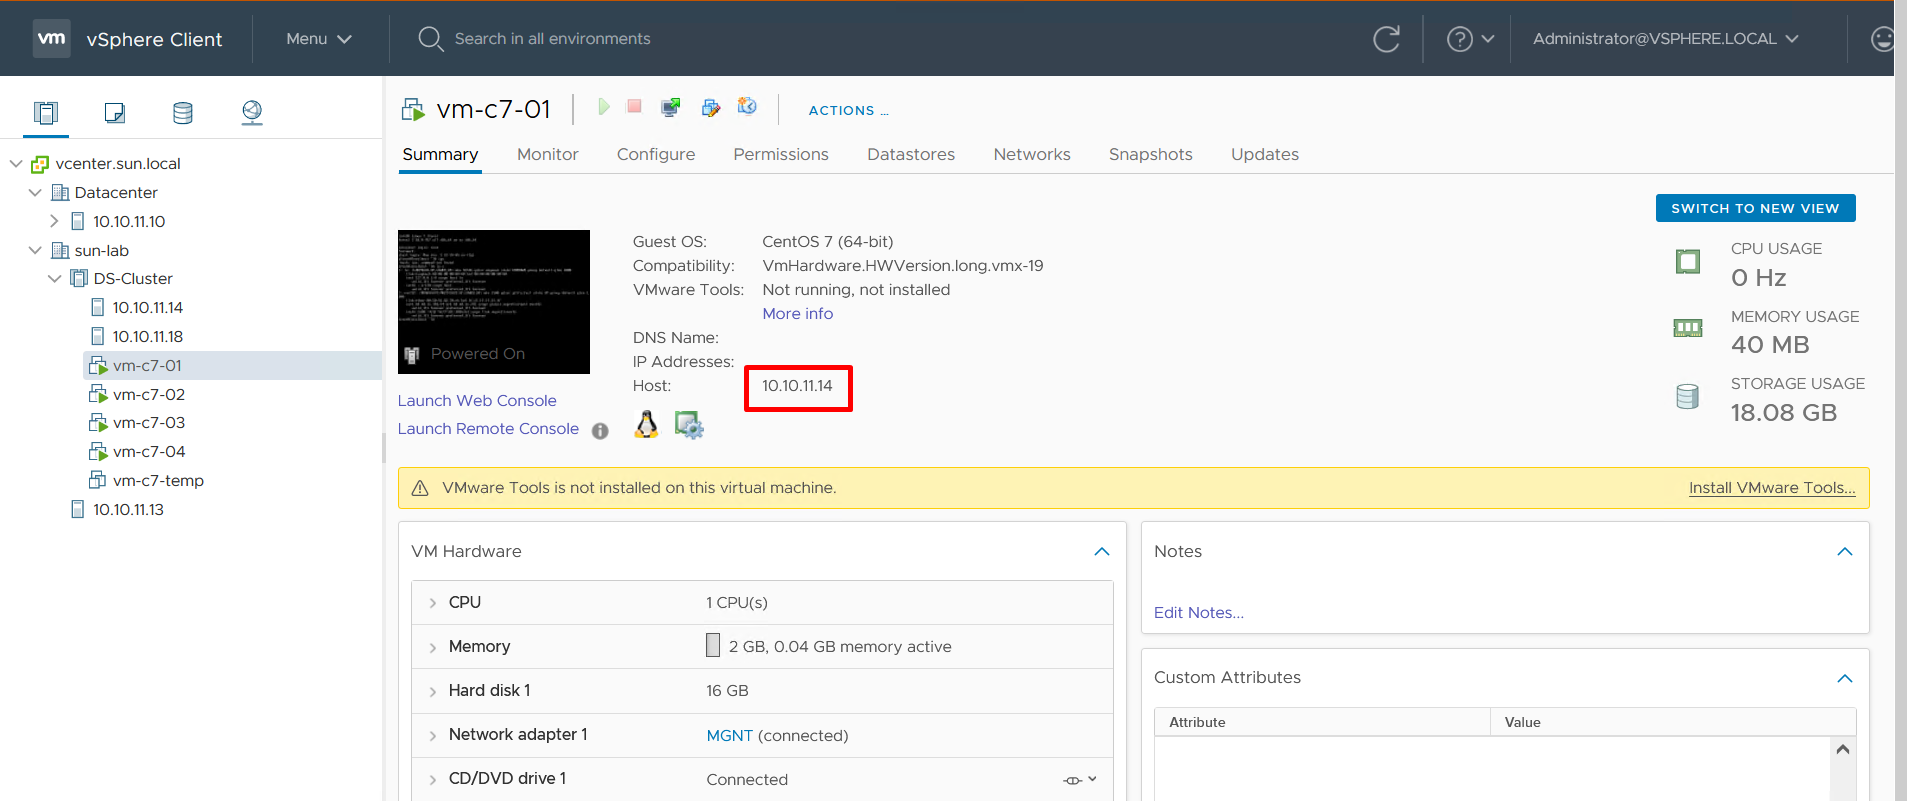 vm vSphere Client Menu Search in all environments Administrator@VSPHERE.LOCAL
vcenter.sun.local
Datacenter
10.10.11.10
sun-lab
DS-Cluster
10.10.11.14
10.10.11.18
vm-c7-01
vm-c7-02
vm-c7-03
vm-c7-04
vm-c7-temp
10.10.11.13
vm-c7-01 ACTIONS ...
Summary Monitor Configure Permissions Datastores Networks Snapshots Updates
SWITCH TO NEW VIEW
Powered On
Launch Web Console
Launch Remote Console
Guest OS: CentOS 7 (64-bit)
Compatibility: VmHardware.HWVersion.long.vmx-19
VMware Tools: Not running, not installed
More info
DNS Name:
IP Addresses:
Host: 10.10.11.14
CPU USAGE
0 Hz
MEMORY USAGE
40 MB
STORAGE USAGE
18.08 GB
VMware Tools is not installed on this virtual machine. Install VMware Tools...
VM Hardware
CPU 1 CPU(s)
Memory 2 GB, 0.04 GB memory active
Hard disk 1 16 GB
Network adapter 1 MGNT (connected)
CD/DVD drive 1 Connected
Notes
Edit Notes...
Custom Attributes
Attribute Value